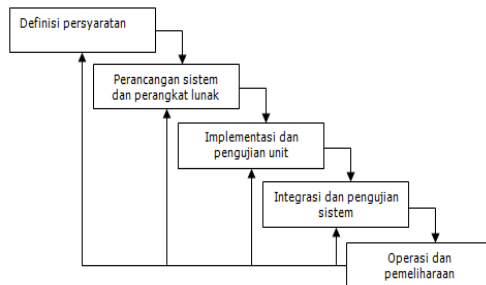 Definisi persyaratan
Perancangan sistem
dan perangkat lunak
Implementasi dan
pengujian unit
Integrasi dan pengujian
sistem
Operasi dan
pemeliharaan